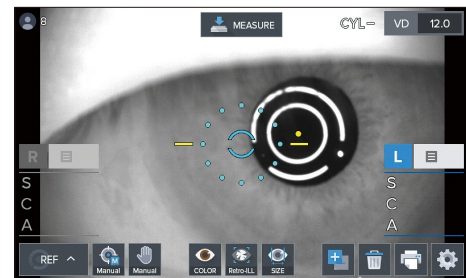 8
MEASURE
CYL-
VD 12.0
R
L
S
S
C
C
A
A
REF
M
Manual
Manual
COLOR
Retro-ILL
SIZE